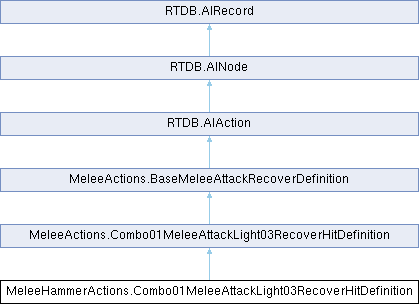 RTDB.AIRecord
RTDB.AINode
RTDB.AIAction
MeleeActions.BaseMeleeAttackRecoverDefinition
MeleeActions.Combo01MeleeAttackLight03RecoverHitDefinition
MeleeHammerActions.Combo01MeleeAttackLight03RecoverHitDefinition